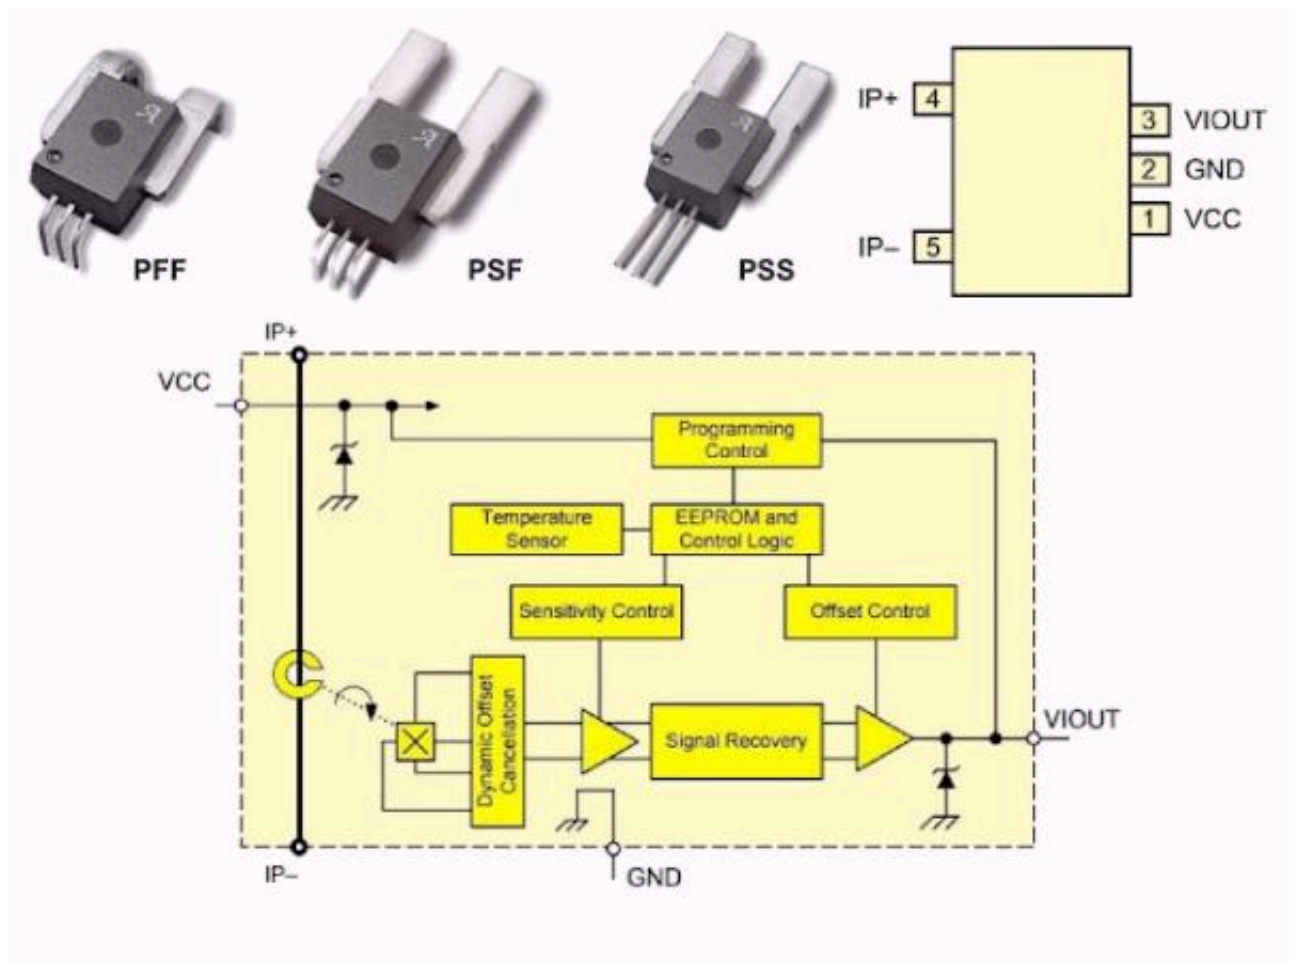 PFF
PSF
PSS
IP+
4
3
VIOUT
2
GND
1
VCC
IP–
5
IP+
VCC
Programming
Control
Temperature
Sensor
EEPROM and
Control Logic
Sensitivity Control
Offset Control
Dynamic Offset
Cancellation
Signal Recovery
VIOUT
IP–
GND